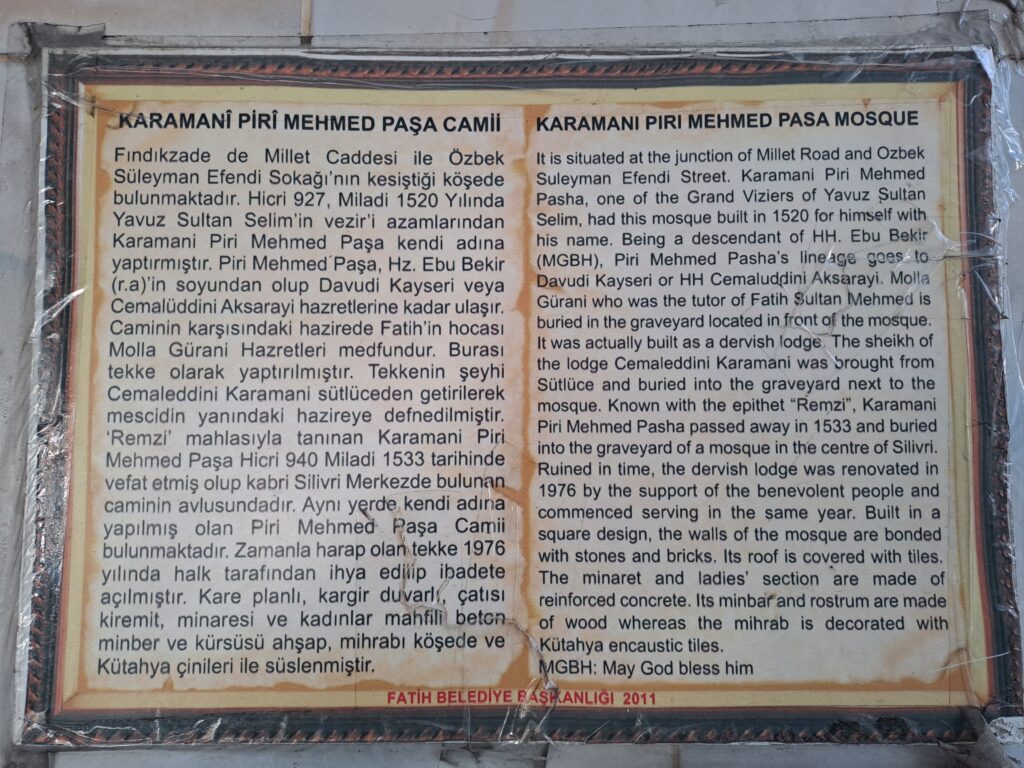 KARAMANÎ PİRÎ MEHMED PAŞA CAMİİ
Fındıkzade de Millet Caddesi ile Özbek
Süleyman Efendi Sokağı'nın kesiştiği köşede
bulunmaktadır. Hicri 927, Miladi 1520 Yılında
Yavuz Sultan Selim'in vezir'i azamlarından
Karamani Piri Mehmed Paşa kendi adına
yaptırmıştır. Piri Mehmed Paşa, Hz. Ebu Bekir
(r.a)'in soyundan olup Davudi Kayseri veya
Cemalüddini Aksarayi hazretlerine kadar ulaşır.
Caminin karşısındaki hazirede Fatih'in hocası
Molla Gürani Hazretleri medfundur. Burası
tekke olarak yaptırılmıştır. Tekkenin şeyhi
Cemaleddini Karamani sütlüceden getirilerek
mescidin yanındaki hazireye defnedilmiştir.
'Remzi' mahlasıyla tanınan Karamani Piri
Mehmed Paşa Hicri 940 Miladi 1533 tarihinde
vefat etmiş olup kabri Silivri Merkezde bulunan
caminin avlusundadır. Aynı yerde kendi adına
yapılmış olan Piri Mehmed Paşa Camii
bulunmaktadır. Zamanla harap olan tekke 1976
yılında halk tarafından ihya edilip ibadete
açılmıştır. Kare planlı, kargir duvarlı, çatısı
kiremit, minaresi ve kadınlar mahfili beton
minber ve kürsüsü ahşap, mihrabı köşede ve
Kütahya çinileri ile süslenmiştir.
KARAMANI PIRI MEHMED PASA MOSQUE
It is situated at the junction of Millet Road and Ozbek
Suleyman Efendi Street. Karamani Piri Mehmed
Pasha, one of the Grand Viziers of Yavuz Sultan
Selim, had this mosque built in 1520 for himself with
his name. Being a descendant of HH. Ebu Bekir
(MGBH), Piri Mehmed Pasha's lineage goes to
Davudi Kayseri or HH Cemaluddini Aksarayi. Molla
Gürani who was the tutor of Fatih Sultan Mehmed is
buried in the graveyard located in front of the mosque.
It was actually built as a dervish lodge. The sheikh of
the lodge Cemaleddini Karamani was brought from
Sütlüce and buried into the graveyard next to the
mosque. Known with the epithet "Remzi", Karamani
Piri Mehmed Pasha passed away in 1533 and buried
into the graveyard of a mosque in the centre of Silivri.
Ruined in time, the dervish lodge was renovated in
1976 by the support of the benevolent people and
commenced serving in the same year. Built in a
square design, the walls of the mosque are bonded
with stones and bricks. Its roof is covered with tiles.
The minaret and ladies' section are made of
reinforced concrete. Its minbar and rostrum are made
of wood whereas the mihrab is decorated with
Kütahya encaustic tiles.
MGBH: May God bless him
FATİH BELEDİYE BAŞKANLIĞI 2011